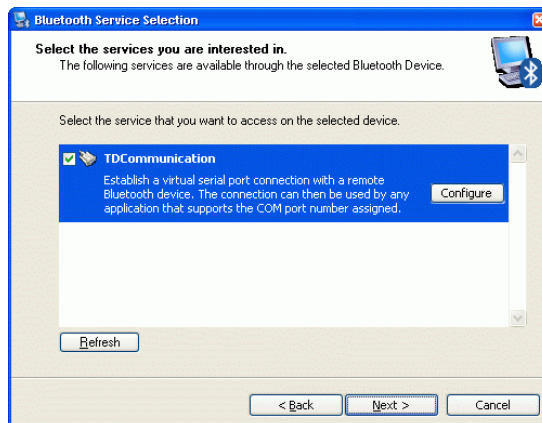 Bluetooth Service Selection
Select the services you are interested in.
The following services are available through the selected Bluetooth Device.
Select the service that you want to access on the selected device.
TDCommunication
Establish a virtual serial port connection with a remote
Bluetooth device. The connection can then be used by any
application that supports the COM port number assigned.
Configure
Refresh
< Back
Next >
Cancel